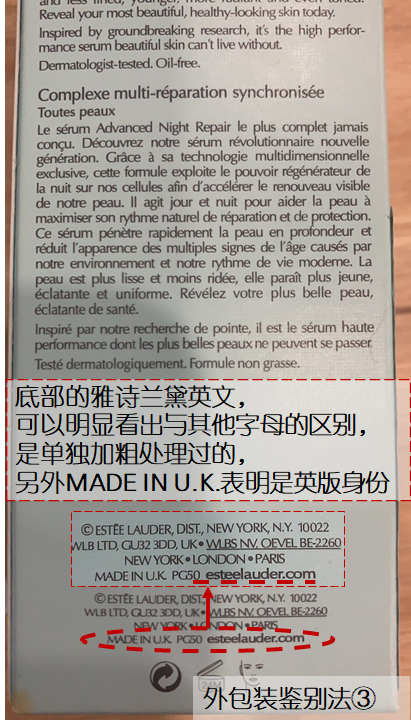 and less lined, younger, more radiant and even toned.
Reveal your most beautiful, healthy-looking skin today.
Inspired by groundbreaking research, it's the high perfor-
mance serum beautiful skin can't live without.
Dermatologist-tested. Oil-free.
Complexe multi-réparation synchronisée
Toutes peaux
Le sérum Advanced Night Repair le plus complet jamais
conçu. Découvrez notre sérum révolutionnaire nouvelle
génération. Grâce à sa technologie multidimensionnelle
exclusive, cette formule exploite le pouvoir régénérateur de
la nuit sur nos cellules afin d'accélérer le renouveau visible
de notre peau. Il agit jour et nuit pour aider la peau à
maximiser son rythme naturel de réparation et de protection.
Ce sérum pénètre rapidement la peau en profondeur et
réduit l'apparence des multiples signes de l'âge causés par
notre environnement et notre rythme de vie moderne. La
peau est plus lisse et moins ridée, elle paraît plus jeune,
éclatante et uniforme. Révélez votre plus belle peau,
éclatante de santé.
Inspiré par notre recherche de pointe, il est le sérum haute
performance dont les plus belles peaux ne peuvent se passer
Testé dermatologiquement. Formule non grasse.
底部的雅诗兰黛英文,
可以明显看出与其他字母的区别,
是单独加粗处理过的,
另外MADE IN U.K.表明是英版身份
© ESTÉE LAUDER, DIST., NEW YORK, N.Y. 10022
WLB LTD, GU32 3DD, UK • WLBS NV, OEVEL BE-2260
NEW YORK • LONDON • PARIS
MADE IN U.K. PG50 esteelauder.com
© ESTÉE LAUDER, DIST., NEW YORK, N.Y. 10022
WLB LTD, GU32 3DD, UK • WLBS NV, OEVEL BE-2260
NEW YORK • LONDON • PARIS
MADE IN U.K. PG50 esteelauder.com
24M
外包装鉴别法③